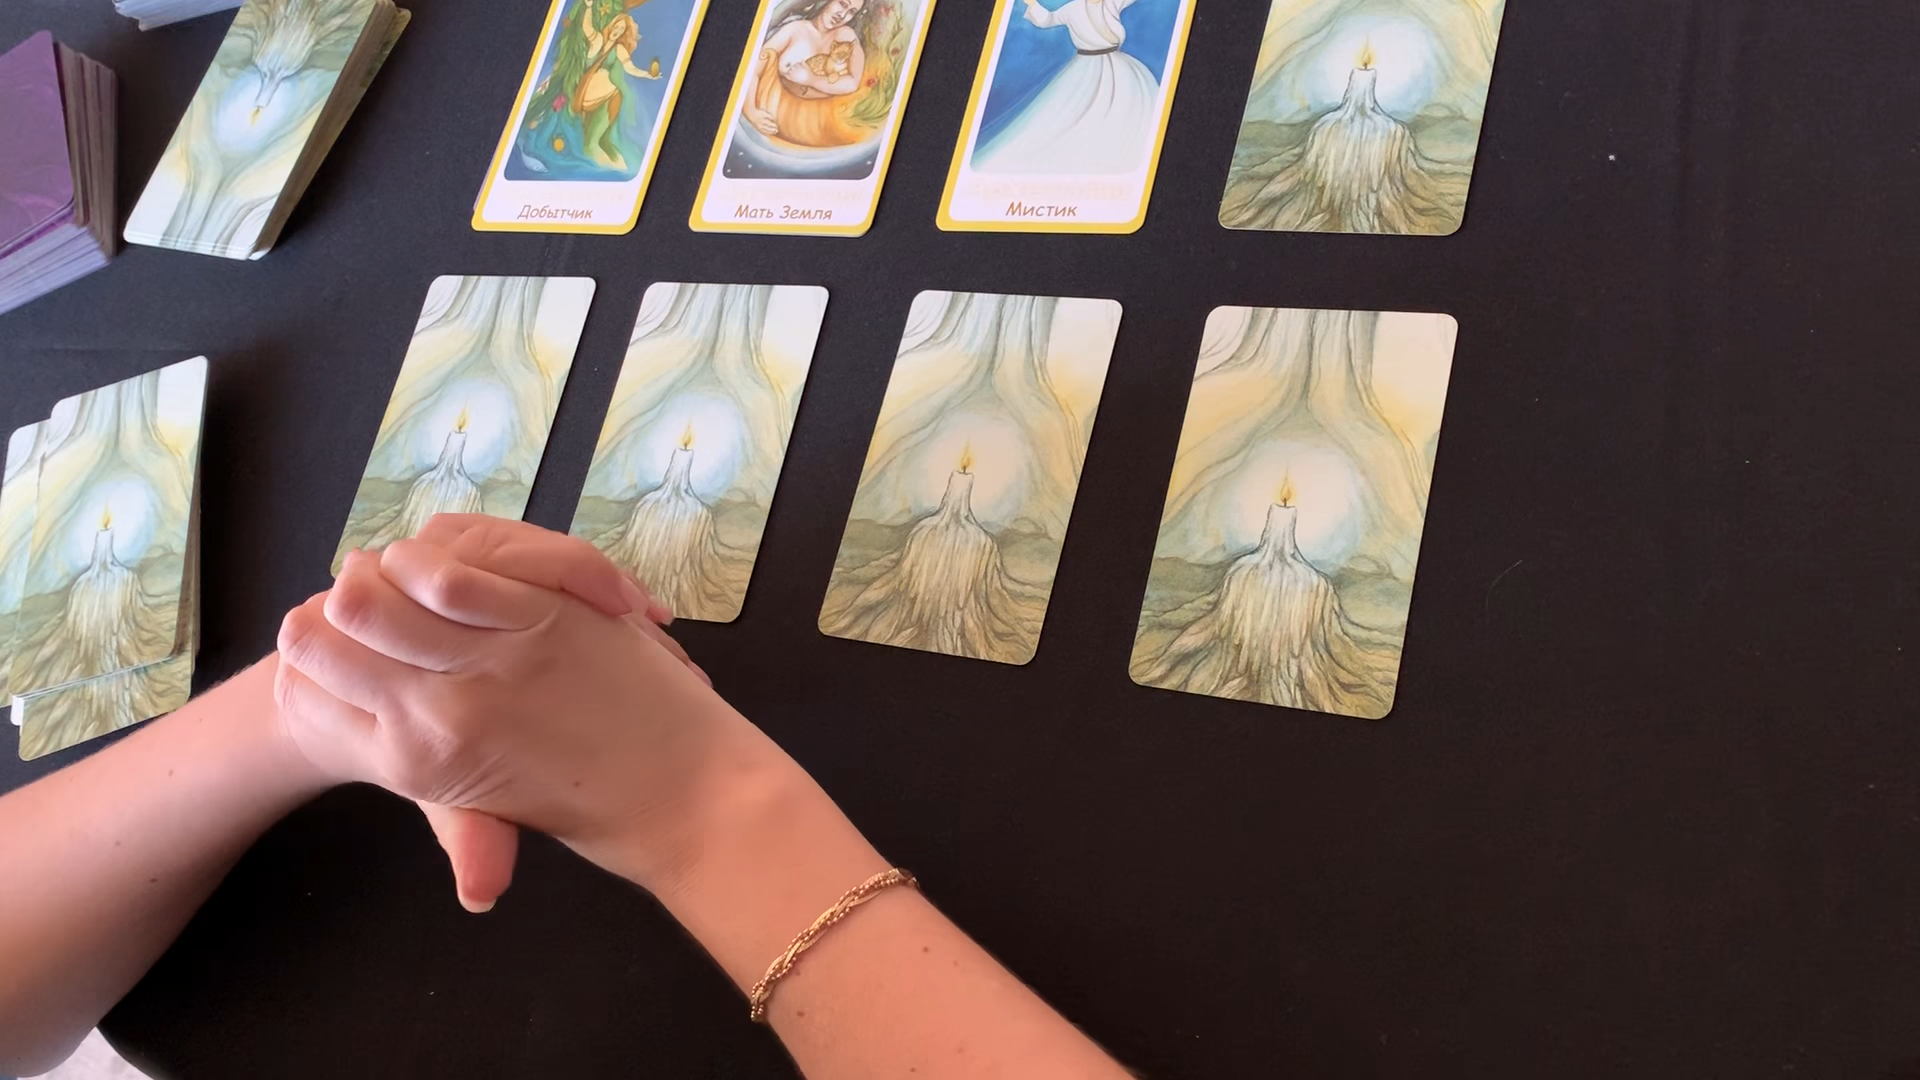 Добытчик
Мать Земля
Мистик